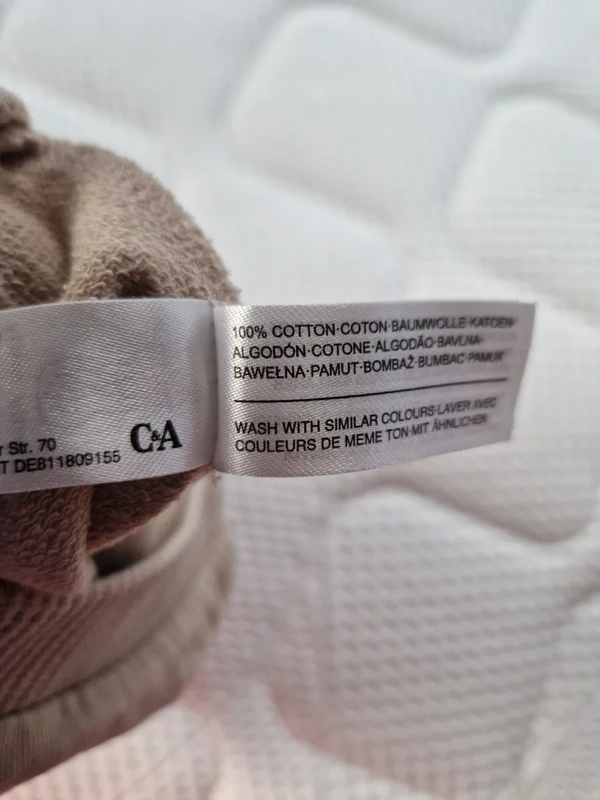 r Str. 70
T DE811809155
C&A
100% COTTON·COTON·BAUMWOLLE·KATOEN·
ALGODÓN·COTONE·ALGODÃO·BAVLNA·
BAWEŁNA·PAMUT·BOMBAŽ·BUMBAC·PAMUK
WASH WITH SIMILAR COLOURS·LAVER AVEC
COULEURS DE MEME TON·MIT ÄHNLICHEN